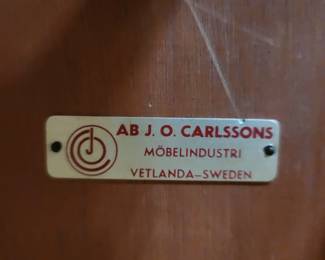 AB J. O. CARLSSONS
MÖBELINDUSTRI
VETLANDA–SWEDEN